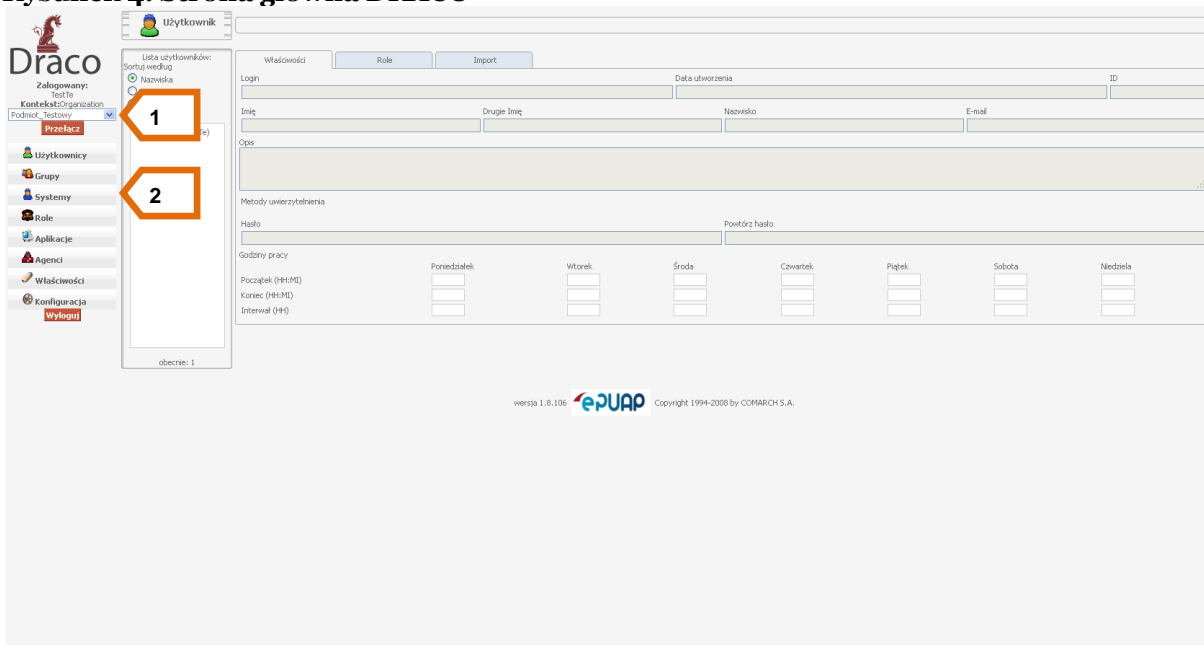 Rysunek 4. Strona główna DRACO
Draco
Zalogowany:
TestTe
Kontekst:Organization
Podmiot_Testowy
Przełącz
Użytkownicy
Grupy
Systemy
Role
Aplikacje
Agenci
Właściwości
Konfiguracja
Wyloguj
Użytkownik
Lista użytkowników:
Sortuj według
Nazwiska
1
Te)
2
obecnie: 1
Właściwości Role Import
Login Data utworzenia ID
Imię Drugie Imię Nazwisko E-mail
Opis
Metody uwierzytelnienia
Hasło Powtórz hasło
Godziny pracy
Poniedziałek Wtorek Środa Czwartek Piątek Sobota Niedziela
Początek (HH:MI)
Koniec (HH:MI)
Interwał (HH)
wersja 1.8.106 ePUAP Copyright 1994-2008 by COMARCH S.A.